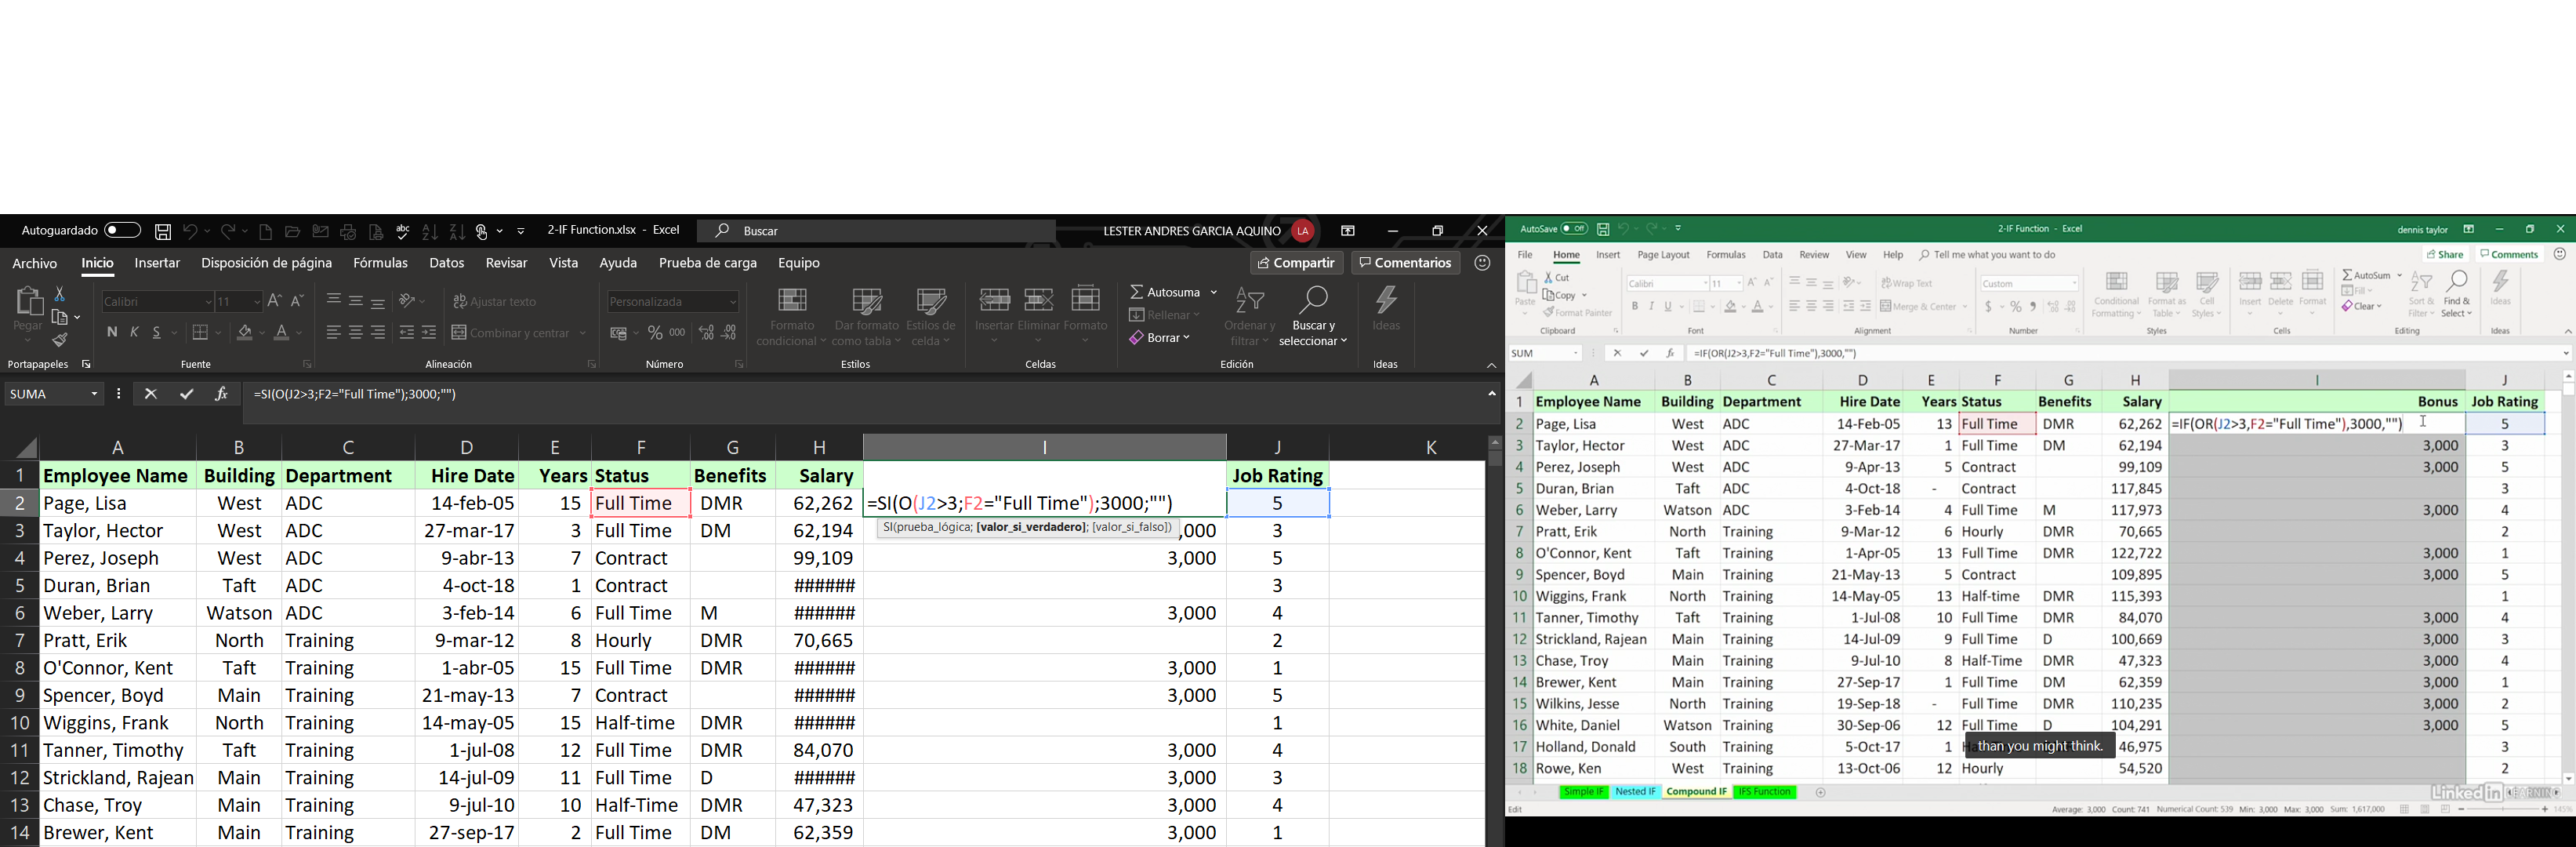 Autoguardado
2-IF Function.xlsx - Excel
Buscar
LESTER ANDRES GARCIA AQUINO LA
Archivo Inicio Insertar Disposición de página Fórmulas Datos Revisar Vista Ayuda Prueba de carga Equipo Compartir Comentarios
Pegar
Calibri 11
N K S
Ajustar texto
Combinar y centrar
Personalizada
% 000
Formato condicional Dar formato como tabla Estilos de celda
Insertar Eliminar Formato
Autosuma
Rellenar
Borrar
Ordenar y filtrar Buscar y seleccionar
Ideas
Portapapeles Fuente Alineación Número Estilos Celdas Edición Ideas
SUMA fx =SI(O(J2>3;F2="Full Time");3000;"")
A B C D E F G H I J K
1 Employee Name Building Department Hire Date Years Status Benefits Salary Job Rating
2 Page, Lisa West ADC 14-feb-05 15 Full Time DMR 62,262 =SI(O(J2>3;F2="Full Time");3000;"") 5
SI(prueba_lógica; [valor_si_verdadero]; [valor_si_falso])
3 Taylor, Hector West ADC 27-mar-17 3 Full Time DM 62,194 ,000 3
4 Perez, Joseph West ADC 9-abr-13 7 Contract 99,109 3,000 5
5 Duran, Brian Taft ADC 4-oct-18 1 Contract ###### 3
6 Weber, Larry Watson ADC 3-feb-14 6 Full Time M ###### 3,000 4
7 Pratt, Erik North Training 9-mar-12 8 Hourly DMR 70,665 2
8 O'Connor, Kent Taft Training 1-abr-05 15 Full Time DMR ###### 3,000 1
9 Spencer, Boyd Main Training 21-may-13 7 Contract ###### 3,000 5
10 Wiggins, Frank North Training 14-may-05 15 Half-time DMR ###### 1
11 Tanner, Timothy Taft Training 1-jul-08 12 Full Time DMR 84,070 3,000 4
12 Strickland, Rajean Main Training 14-jul-09 11 Full Time D ###### 3,000 3
13 Chase, Troy Main Training 9-jul-10 10 Half-Time DMR 47,323 3,000 4
14 Brewer, Kent Main Training 27-sep-17 2 Full Time DM 62,359 3,000 1
AutoSave Off
2-IF Function - Excel
dennis taylor
File Home Insert Page Layout Formulas Data Review View Help Tell me what you want to do Share Comments
Paste
Cut
Copy
Format Painter
Calibri 11
B I U
Wrap Text
Merge & Center
Custom
$ %
Conditional Formatting Format as Table Cell Styles
Insert Delete Format
AutoSum
Fill
Clear
Sort & Filter Find & Select
Ideas
Clipboard Font Alignment Number Styles Cells Editing Ideas
SUM fx =IF(OR(J2>3,F2="Full Time"),3000,"")
A B C D E F G H I J
1 Employee Name Building Department Hire Date Years Status Benefits Salary Bonus Job Rating
2 Page, Lisa West ADC 14-Feb-05 13 Full Time DMR 62,262 =IF(OR(J2>3,F2="Full Time"),3000,"") 5
3 Taylor, Hector West ADC 27-Mar-17 1 Full Time DM 62,194 3,000 3
4 Perez, Joseph West ADC 9-Apr-13 5 Contract 99,109 3,000 5
5 Duran, Brian Taft ADC 4-Oct-18 - Contract 117,845 3
6 Weber, Larry Watson ADC 3-Feb-14 4 Full Time M 117,973 3,000 4
7 Pratt, Erik North Training 9-Mar-12 6 Hourly DMR 70,665 2
8 O'Connor, Kent Taft Training 1-Apr-05 13 Full Time DMR 122,722 3,000 1
9 Spencer, Boyd Main Training 21-May-13 5 Contract 109,895 3,000 5
10 Wiggins, Frank North Training 14-May-05 13 Half-time DMR 115,393 1
11 Tanner, Timothy Taft Training 1-Jul-08 10 Full Time DMR 84,070 3,000 4
12 Strickland, Rajean Main Training 14-Jul-09 9 Full Time D 100,669 3,000 3
13 Chase, Troy Main Training 9-Jul-10 8 Half-Time DMR 47,323 3,000 4
14 Brewer, Kent Main Training 27-Sep-17 1 Full Time DM 62,359 3,000 1
15 Wilkins, Jesse North Training 19-Sep-18 - Full Time DMR 110,235 3,000 2
16 White, Daniel Watson Training 30-Sep-06 12 Full Time D 104,291 3,000 5
17 Holland, Donald South Training 5-Oct-17 1 46,975 3
than you might think.
18 Rowe, Ken West Training 13-Oct-06 12 Hourly 54,520 2
Simple IF Nested IF Compound IF IFS Function
Linked in LEARNING
Edit Average: 3,000 Count: 741 Numerical Count: 539 Min: 3,000 Max: 3,000 Sum: 1,617,000 145%